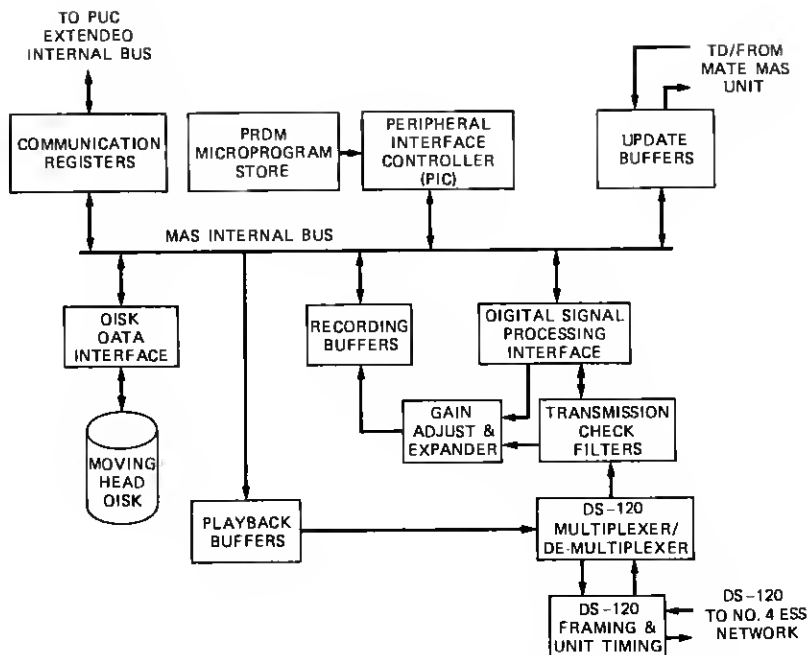 TO PUC
EXTENDEO
INTERNAL BUS
TD/FROM
MATE MAS
UNIT
COMMUNICATION
REGISTERS
PRDM
MICROPROGRAM
STORE
PERIPHERAL
INTERFACE
CONTROLLER
(PIC)
UPDATE
BUFFERS
MAS INTERNAL BUS
OISK
DATA
INTERFACE
RECORDING
BUFFERS
OIGITAL SIGNAL
PROCESSING
INTERFACE
GAIN
ADJUST &
EXPANDER
TRANSMISSION
CHECK
FILTERS
MOVING
HEAD
OISK
PLAYBACK
BUFFERS
DS-120
MULTIPLEXER/
DE-MULTIPLEXER
DS-120
FRAMING &
UNIT TIMING
DS-120
TO NO. 4 ESS
NETWORK